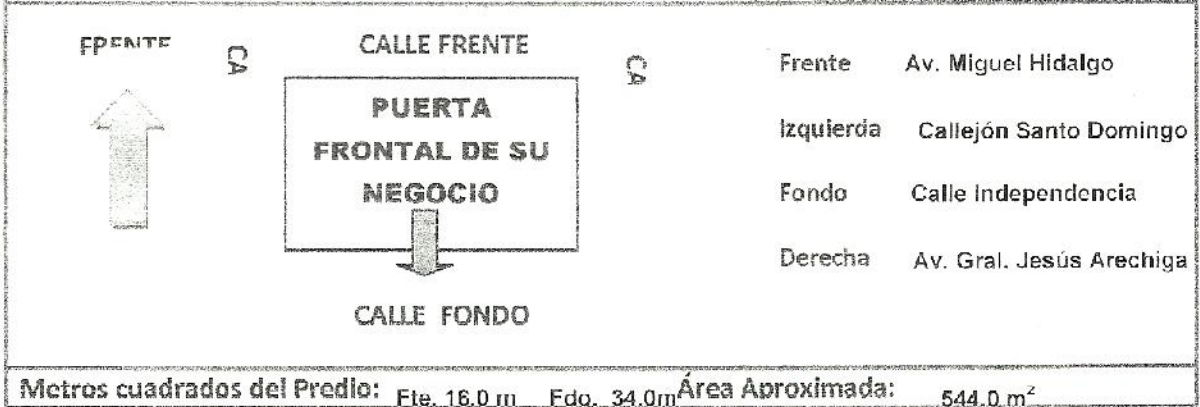 FRENTE
CA
CALLE FRENTE
CA
PUERTA
FRONTAL DE SU
NEGOCIO
CALLE FONDO
Frente Av. Miguel Hidalgo
Izquierda Callejón Santo Domingo
Fondo Calle Independencia
Derecha Av. Gral. Jesús Arechiga
Metros cuadrados del Predio: Fte. 16.0 m Fdo. 34.0m Área Aproximada: 544.0 m²